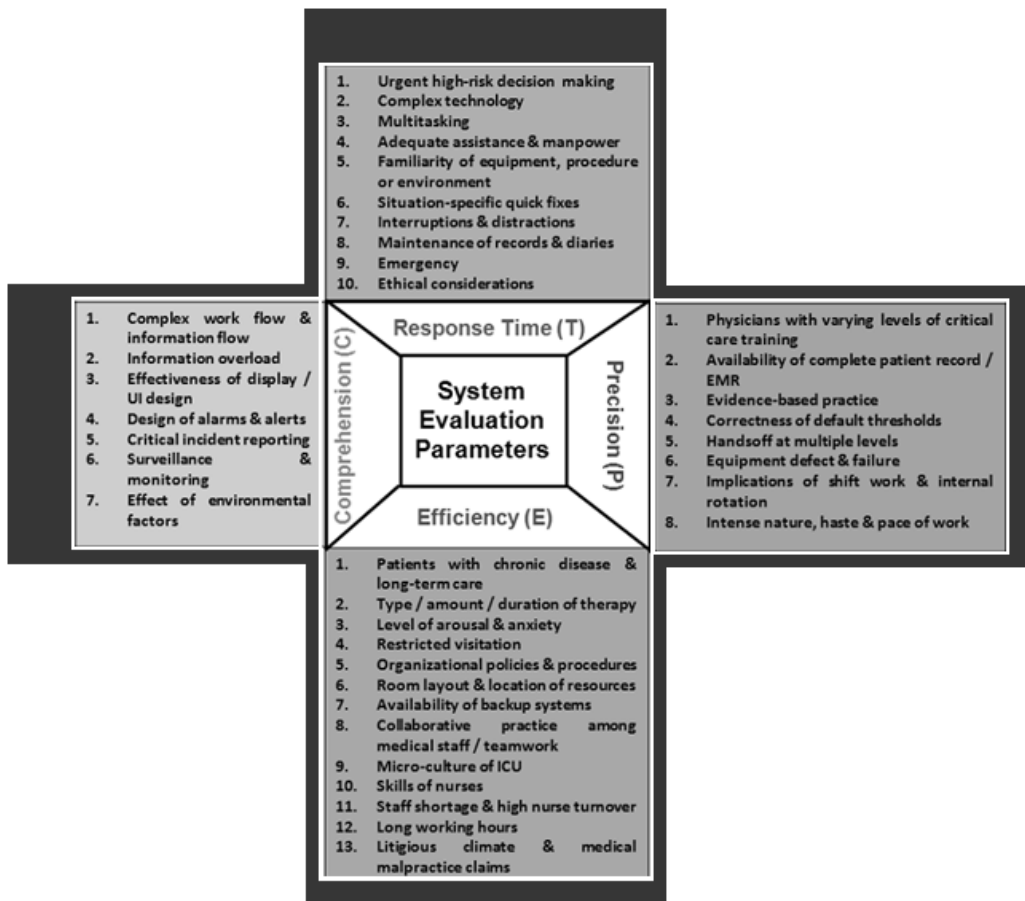 1. Urgent high-risk decision making
2. Complex technology
3. Multitasking
4. Adequate assistance & manpower
5. Familiarity of equipment, procedure
or environment
6. Situation-specific quick fixes
7. Interruptions & distractions
8. Maintenance of records & diaries
9. Emergency
10. Ethical considerations
1. Complex work flow &
information flow
2. Information overload
3. Effectiveness of display /
UI design
4. Design of alarms & alerts
5. Critical incident reporting
6. Surveillance &
monitoring
7. Effect of environmental
factors
Comprehension (C)
Response Time (T)
System
Evaluation
Parameters
Precision (P)
Efficiency (E)
1. Physicians with varying levels of critical
care training
2. Availability of complete patient record /
EMR
3. Evidence-based practice
4. Correctness of default thresholds
5. Handsoff at multiple levels
6. Equipment defect & failure
7. Implications of shift work & internal
rotation
8. Intense nature, haste & pace of work
1. Patients with chronic disease &
long-term care
2. Type / amount / duration of therapy
3. Level of arousal & anxiety
4. Restricted visitation
5. Organizational policies & procedures
6. Room layout & location of resources
7. Availability of backup systems
8. Collaborative practice among
medical staff / teamwork
9. Micro-culture of ICU
10. Skills of nurses
11. Staff shortage & high nurse turnover
12. Long working hours
13. Litigious climate & medical
malpractice claims